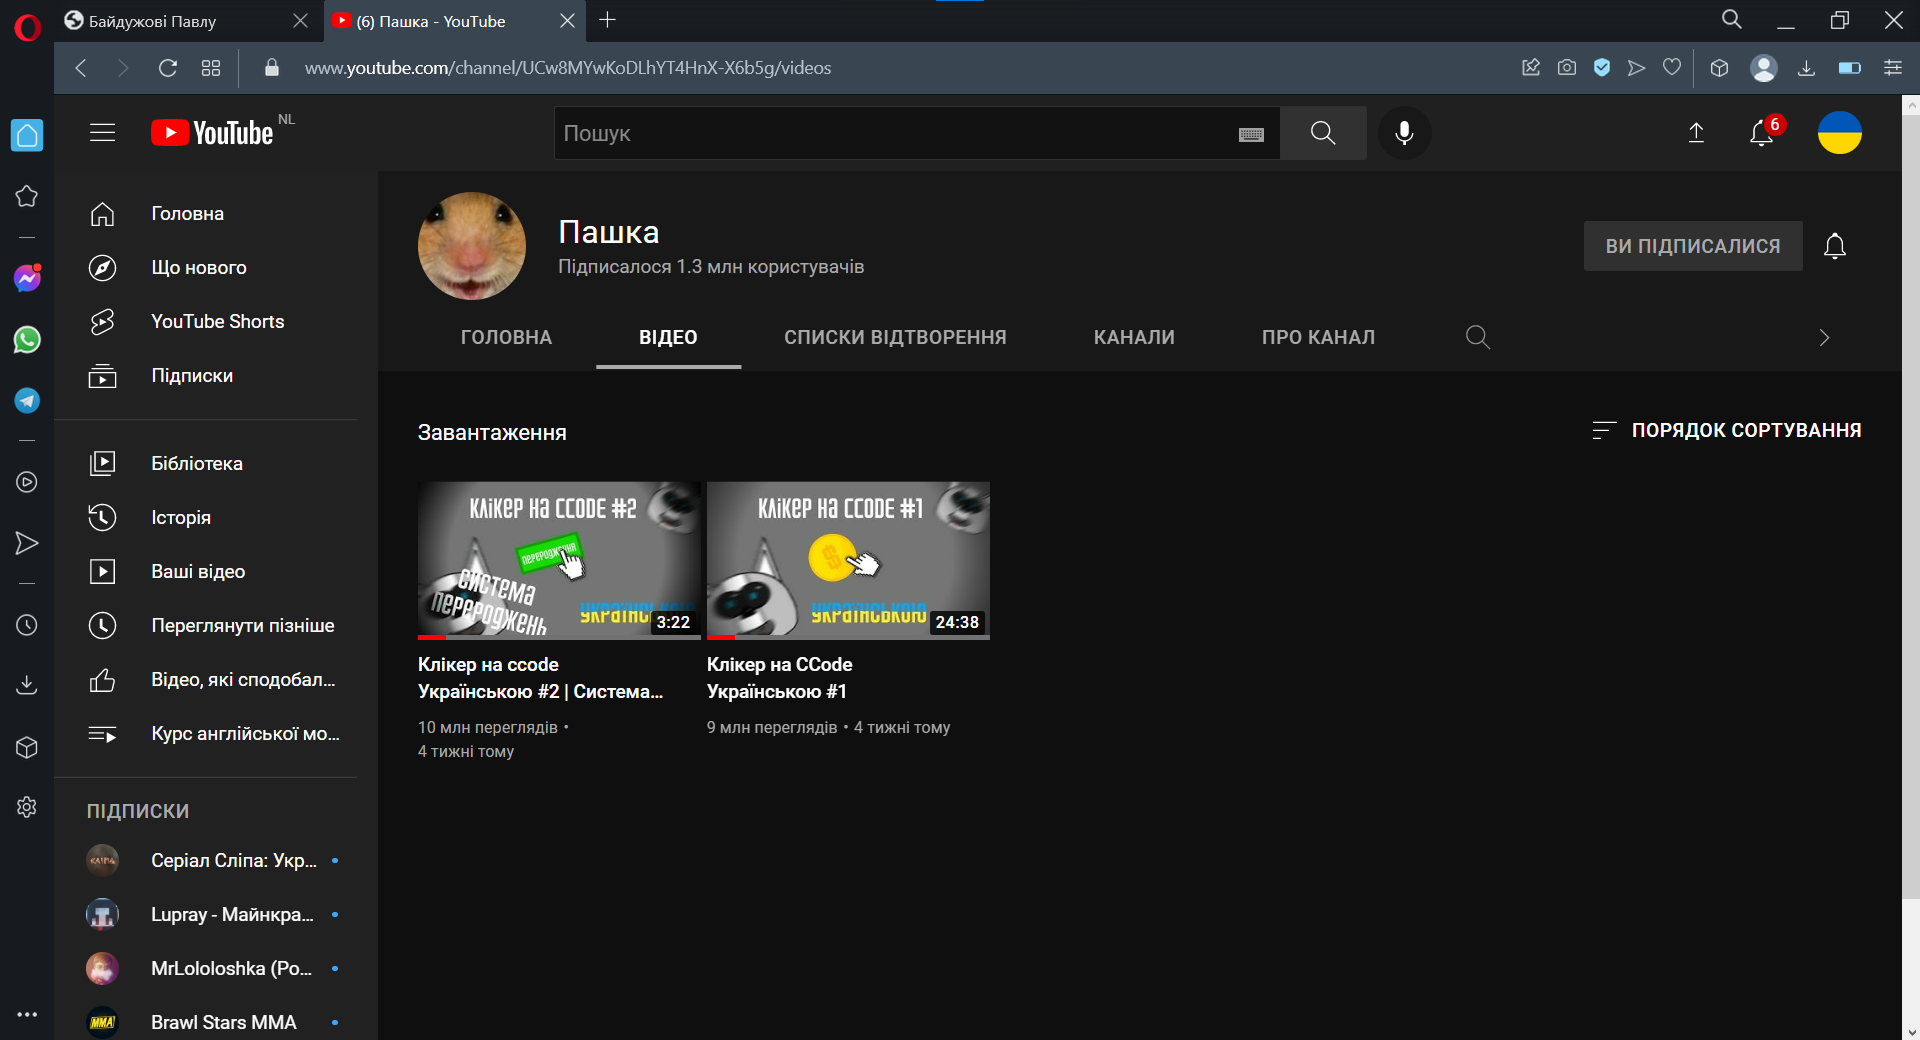 Байдужові Павлу
(6) Пашка - YouTube
www.youtube.com/channel/UCw8MYwKoDLhYT4HnX-X6b5g/videos
YouTube NL
Пошук
6
Головна
Що нового
YouTube Shorts
Підписки
Бібліотека
Історія
Ваші відео
Переглянути пізніше
Відео, які сподобал...
Курс англійської мо...
ПІДПИСКИ
Серіал Сліпа: Укр...
Lupray - Майнкра...
MrLololoshka (Ро...
MMA
Brawl Stars MMA
Пашка
Підписалося 1.3 млн користувачів
ВИ ПІДПИСАЛИСЯ
ГОЛОВНА
ВІДЕО
СПИСКИ ВІДТВОРЕННЯ
КАНАЛИ
ПРО КАНАЛ
Завантаження
ПОРЯДОК СОРТУВАННЯ
Клікер на ccode #2
переродження
система
перероджень
українсь
3:22
Клікер на ccode
Українською #2 | Система...
10 млн переглядів •
4 тижні тому
Клікер на ccode #1
$
українською
24:38
Клікер на CCode
Українською #1
9 млн переглядів • 4 тижні тому